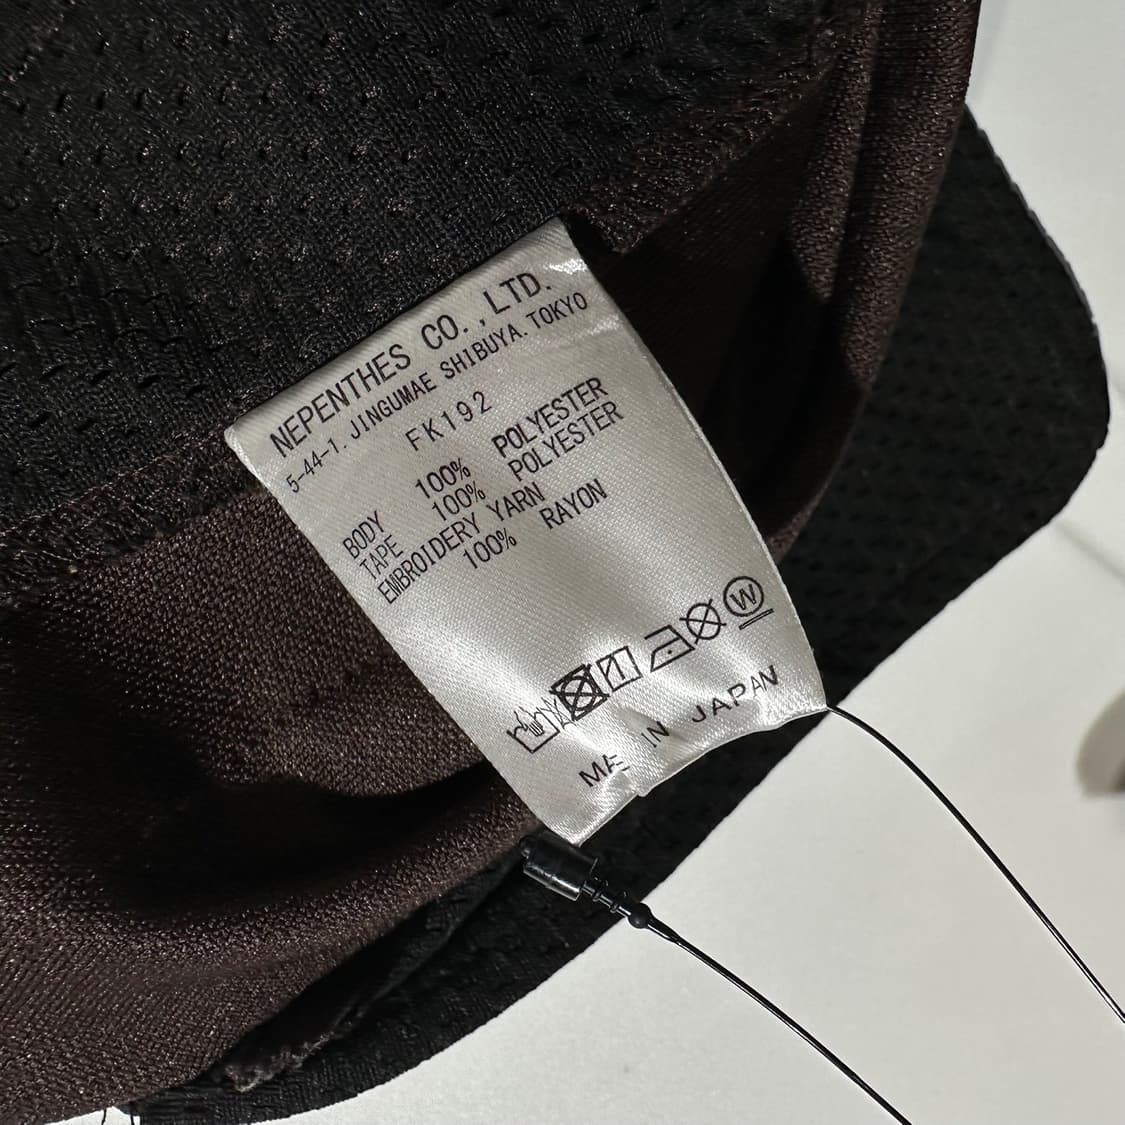 NEPENTHES CO.,LTD.
5-44-1.JINGUMAE SHIBUYA.TOKYO
FK192
BODY 100% POLYESTER
TAPE 100% POLYESTER
EMBROIDERY YARN
100% RAYON
W
IN JAPAN